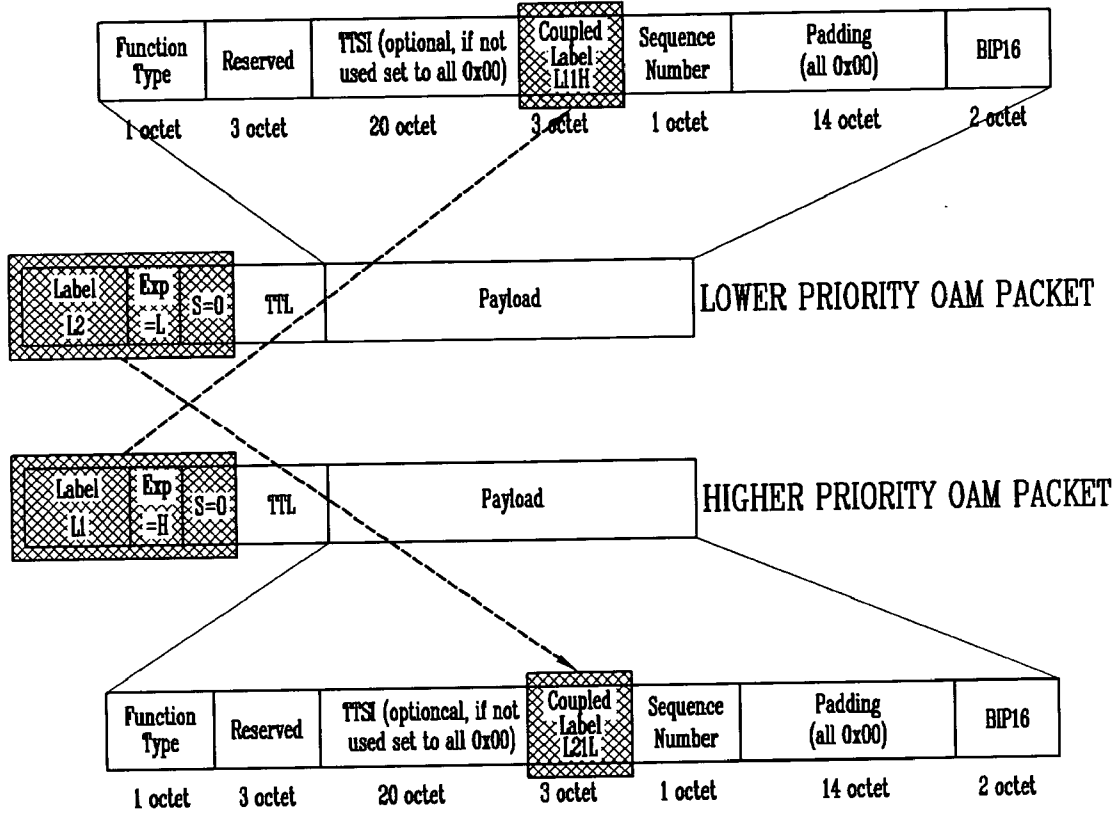 Function
Type
Reserved
TTSI (optional, if not
used set to all 0x00)
Coupled
Label
L11H
Sequence
Number
Padding
(all 0x00)
BIP16
1 octet
3 octet
20 octet
3 octet
1 octet
14 octet
2 octet
Label
L2
Exp
=L
S=0
TTL
Payload
LOWER PRIORITY OAM PACKET
Label
L1
Exp
=H
S=0
TTL
Payload
HIGHER PRIORITY OAM PACKET
Function
Type
Reserved
TTSI (optioncal, if not
used set to all 0x00)
Coupled
Label
L21L
Sequence
Number
Padding
(all 0x00)
BIP16
1 octet
3 octet
20 octet
3 octet
1 octet
14 octet
2 octet